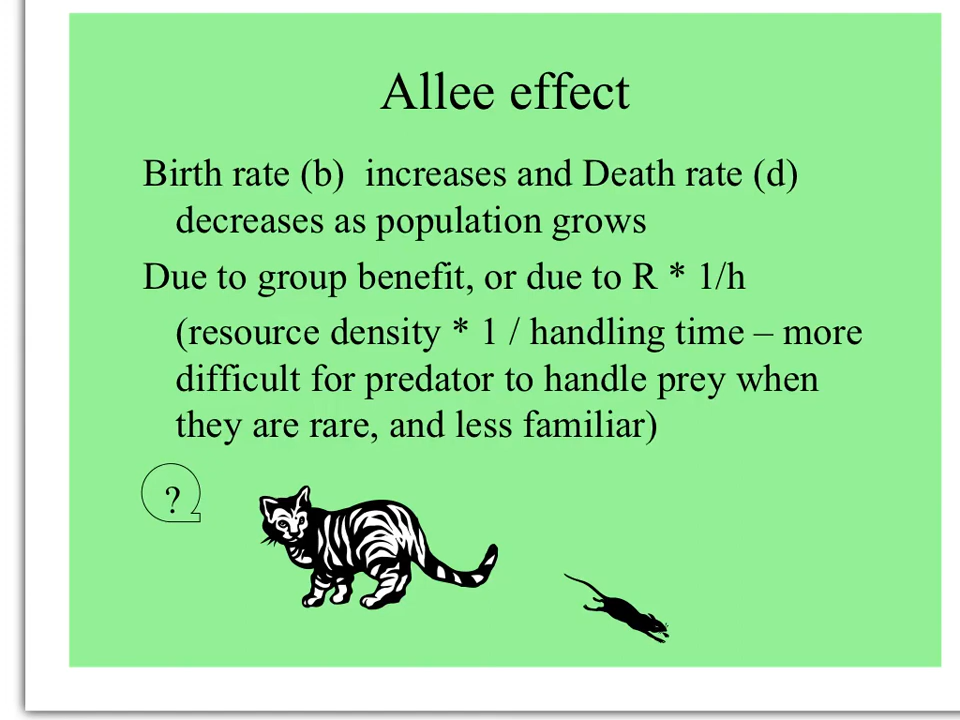 Allee effect
Birth rate (b)  increases and Death rate (d)
decreases as population grows
Due to group benefit, or due to R * 1/h
(resource density * 1 / handling time – more
difficult for predator to handle prey when
they are rare, and less familiar)
?